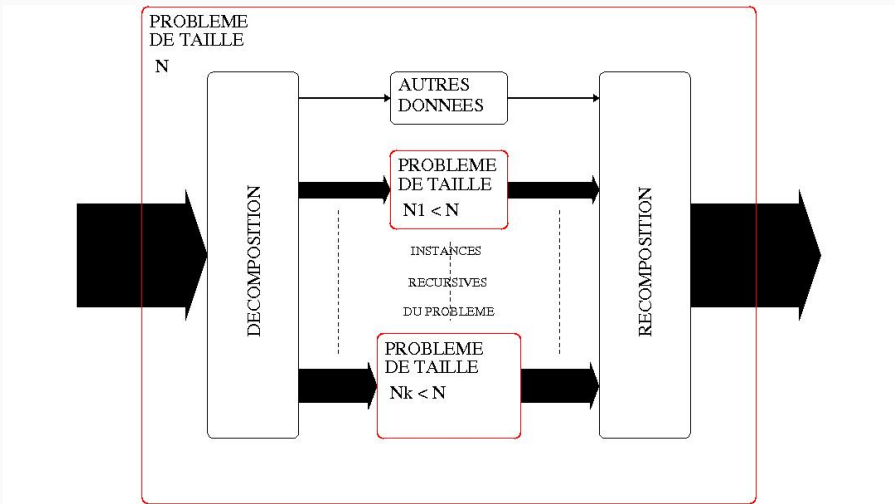 PROBLEME
DE TAILLE
N
DECOMPOSITION
AUTRES
DONNEES
PROBLEME
DE TAILLE
N1 < N
INSTANCES
RECURSIVES
DU PROBLEME
PROBLEME
DE TAILLE
Nk < N
RECOMPOSITION